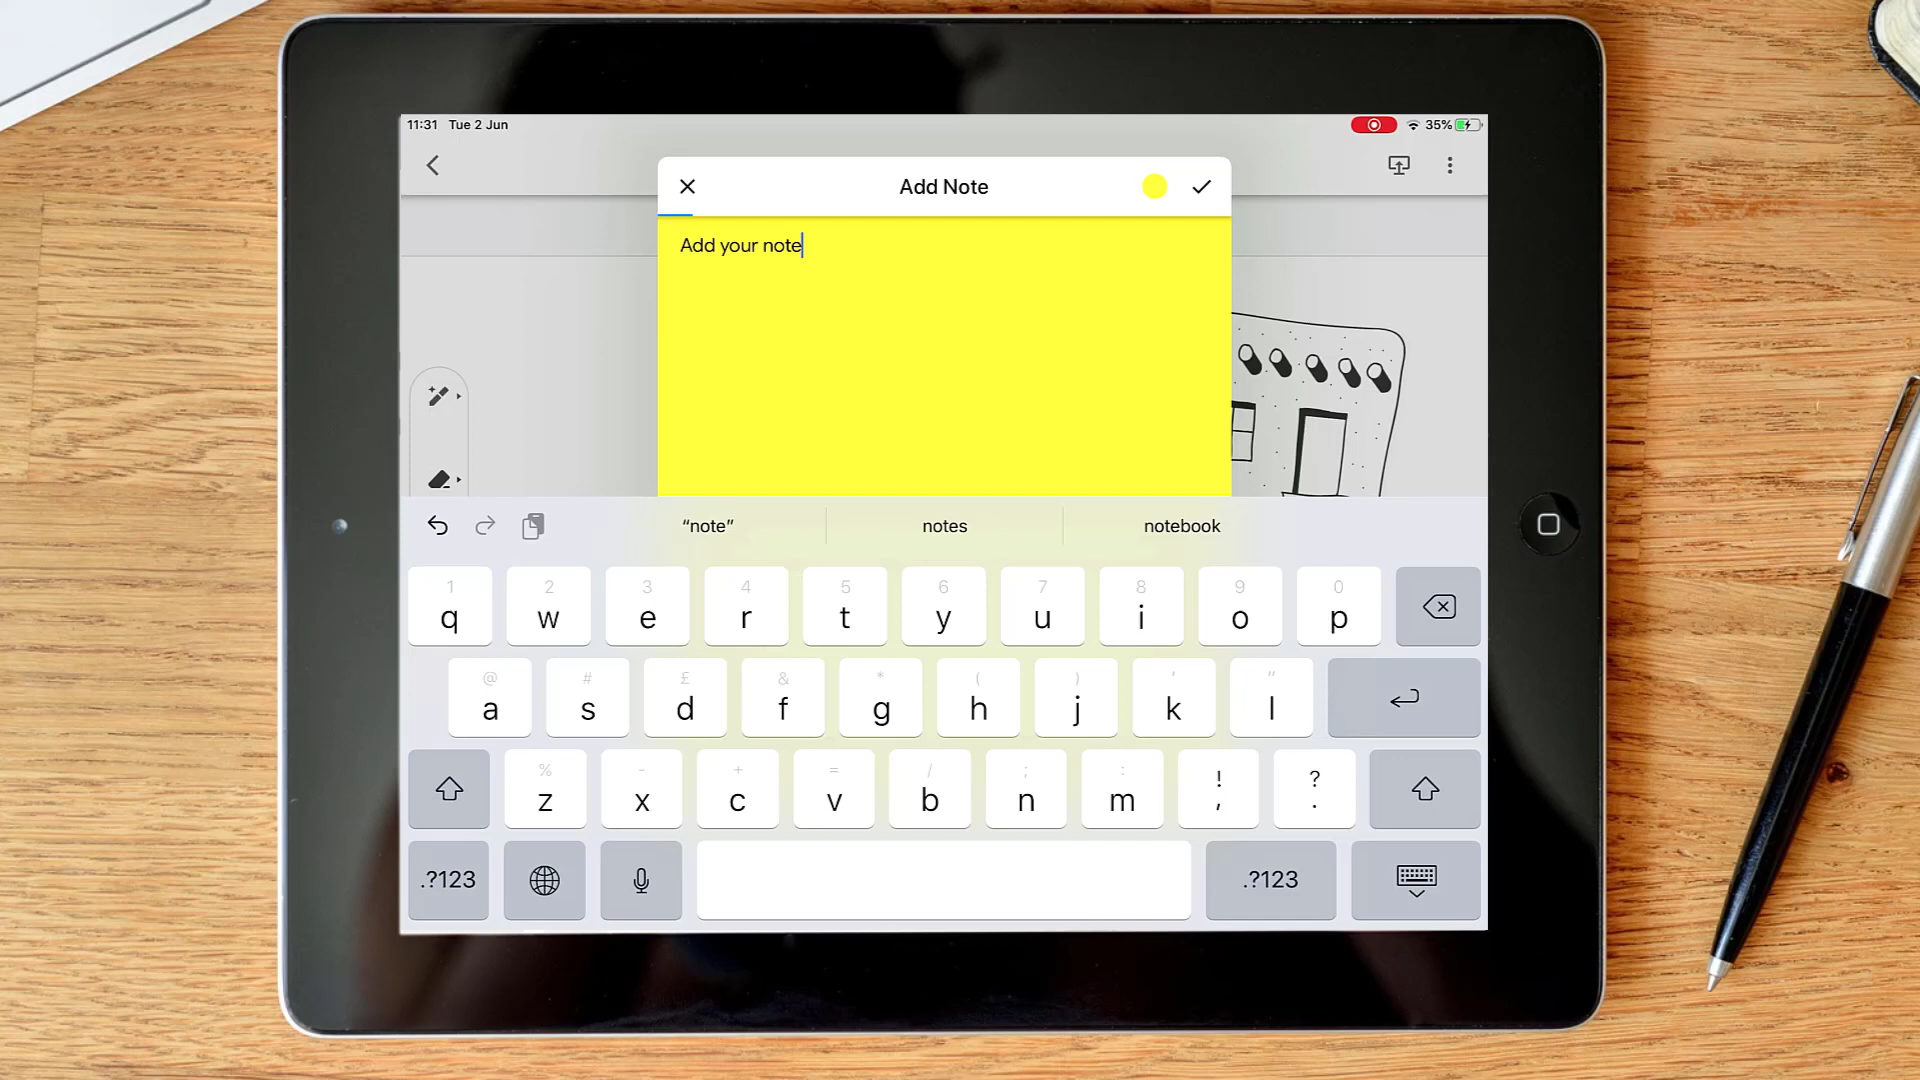 11:31 Tue 2 Jun
35%
Add Note
Add your note
“note” notes notebook
1 2 3 4 5 6 7 8 9 0
q w e r t y u i o p
@ # £ & * ( ) ' "
a s d f g h j k l
% - + = / ; : ! ?
z x c v b n m , .
.?123 .?123